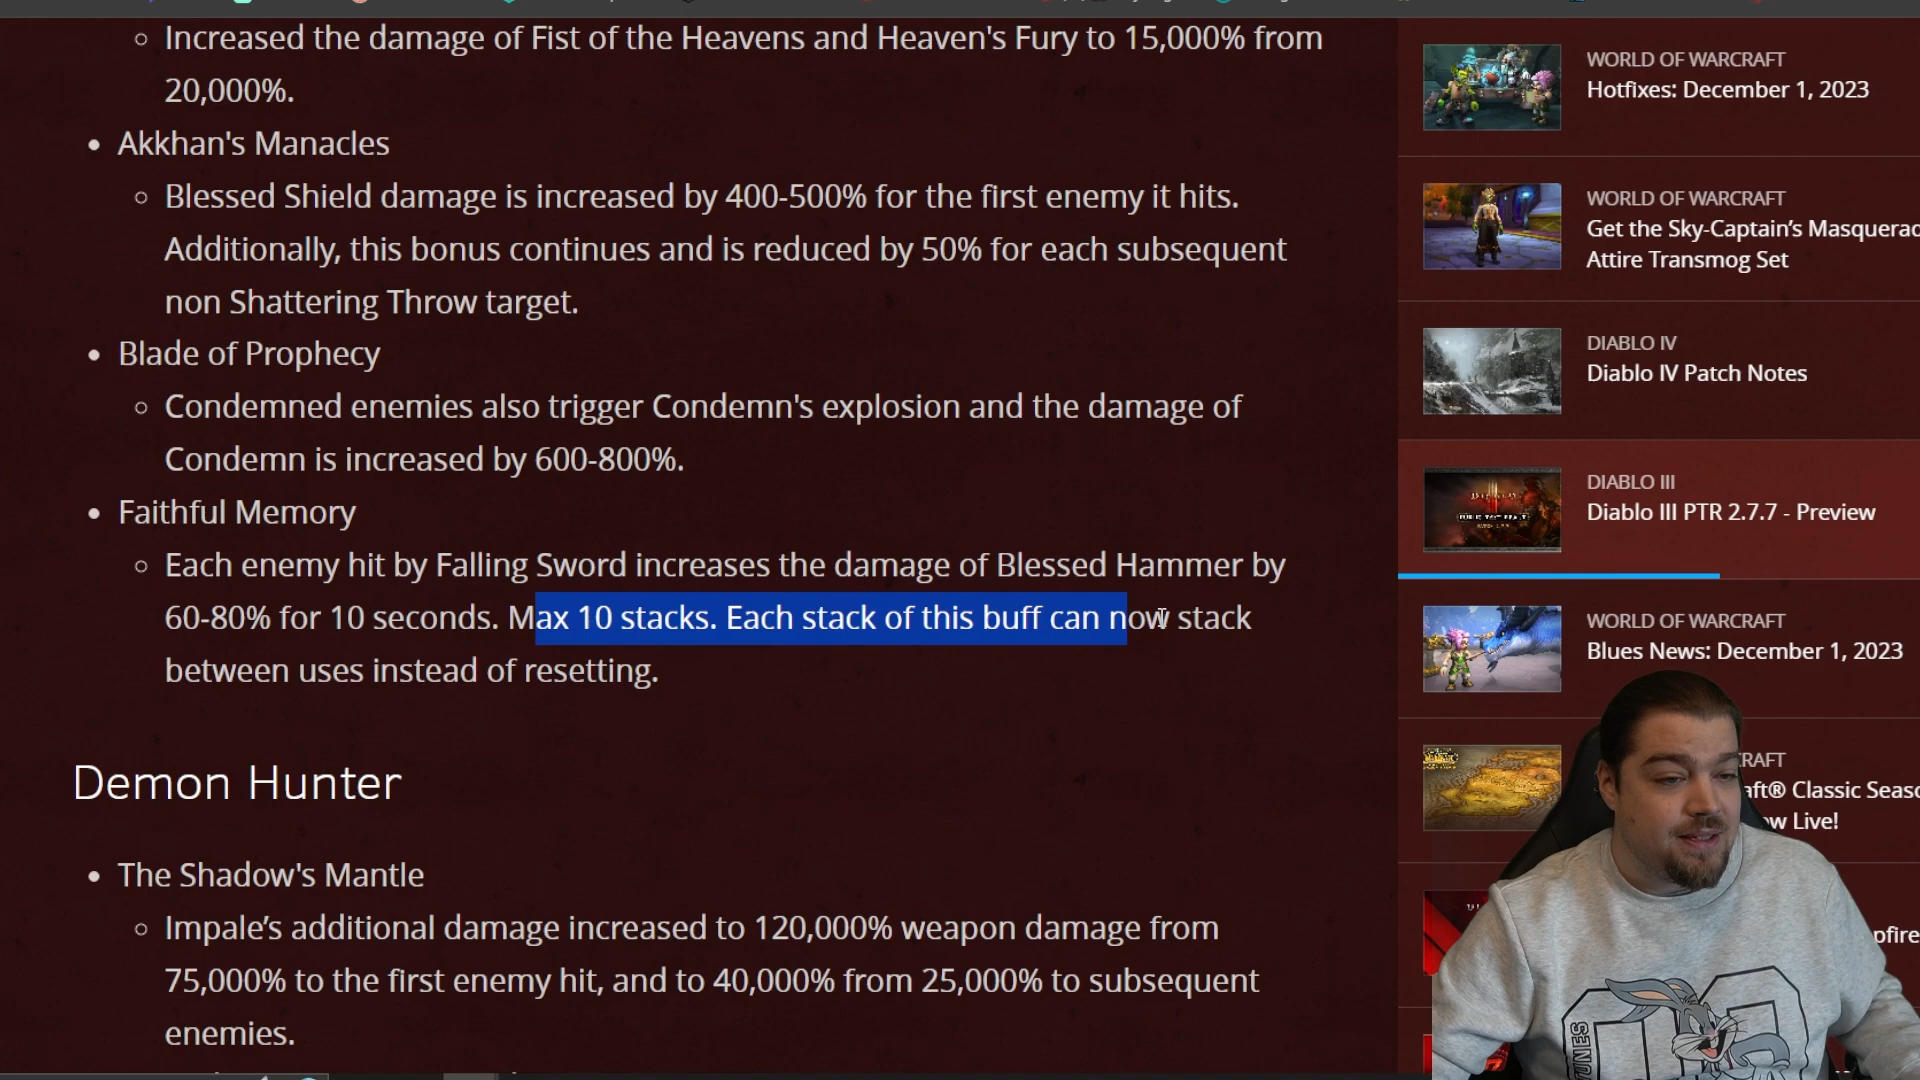 Increased the damage of Fist of the Heavens and Heaven's Fury to 15,000% from
20,000%.
Akkhan's Manacles
Blessed Shield damage is increased by 400-500% for the first enemy it hits.
Additionally, this bonus continues and is reduced by 50% for each subsequent
non Shattering Throw target.
Blade of Prophecy
Condemned enemies also trigger Condemn's explosion and the damage of
Condemn is increased by 600-800%.
Faithful Memory
Each enemy hit by Falling Sword increases the damage of Blessed Hammer by
60-80% for 10 seconds. Max 10 stacks. Each stack of this buff can now stack
between uses instead of resetting.
Demon Hunter
The Shadow's Mantle
Impale’s additional damage increased to 120,000% weapon damage from
75,000% to the first enemy hit, and to 40,000% from 25,000% to subsequent
enemies.
WORLD OF WARCRAFT
Hotfixes: December 1, 2023
WORLD OF WARCRAFT
Get the Sky-Captain’s Masquerac
Attire Transmog Set
DIABLO IV
Diablo IV Patch Notes
DIABLO III
Diablo III PTR 2.7.7 - Preview
WORLD OF WARCRAFT
Blues News: December 1, 2023
RAFT
aft® Classic Seaso
ow Live!
pfire
TUNES